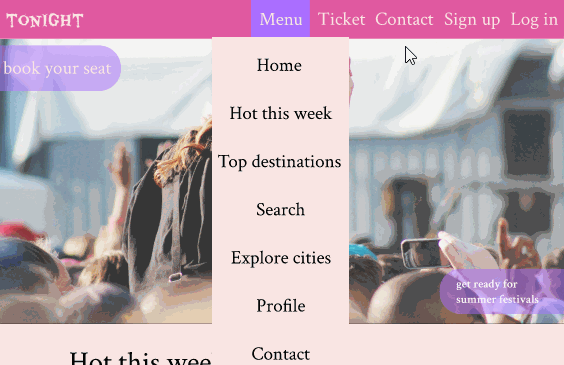 TONIGHT
Menu Ticket Contact Sign up Log in
book your seat
Home
Hot this week
Top destinations
Search
Explore cities
Profile
Contact
get ready for
summer festivals
Hot this wee